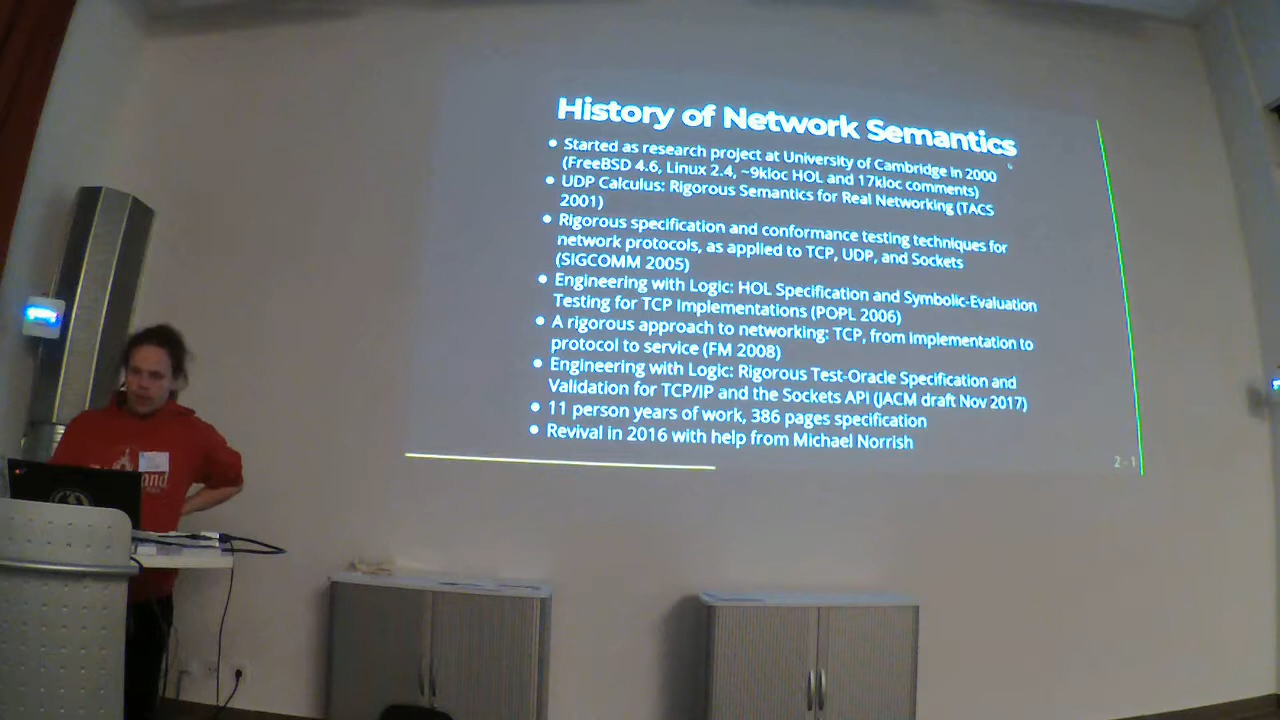 History of Network Semantics
• Started as research project at University of Cambridge in 2000
(FreeBSD 4.6, Linux 2.4, ~9kloc HOL and 17kloc comments)
• UDP Calculus: Rigorous Semantics for Real Networking (TACS
2001)
• Rigorous specification and conformance testing techniques for
network protocols, as applied to TCP, UDP, and Sockets
(SIGCOMM 2005)
• Engineering with Logic: HOL Specification and Symbolic-Evaluation
Testing for TCP Implementations (POPL 2006)
• A rigorous approach to networking: TCP, from implementation to
protocol to service (FM 2008)
• Engineering with Logic: Rigorous Test-Oracle Specification and
Validation for TCP/IP and the Sockets API (JACM draft Nov 2017)
• 11 person years of work, 386 pages specification
• Revival in 2016 with help from Michael Norrish
2 - 1